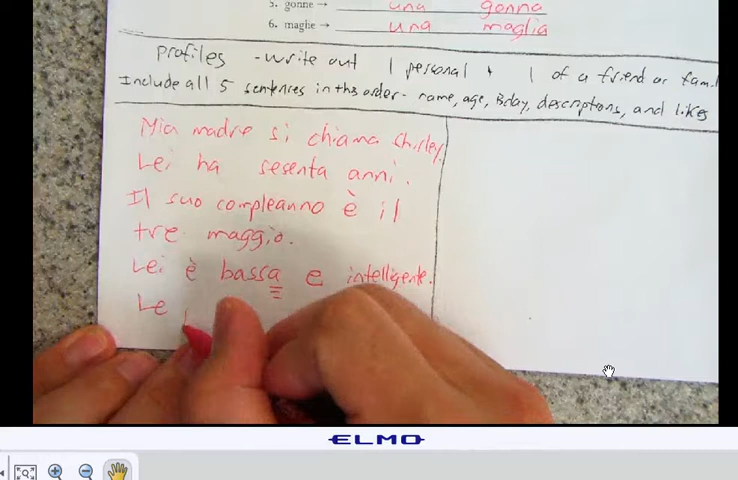 5. gonne → una gonna
6. maglie → una maglia
Profiles - write out 1 personal + 1 of a friend or fam
Include all 5 sentences in this order - name, age, Bday, descriptions, and likes
Mia madre si chiama Shirley.
Lei ha sesenta anni.
Il suo compleanno è il
tre maggio.
Lei è bassa e intelligente.
Le
ELMO